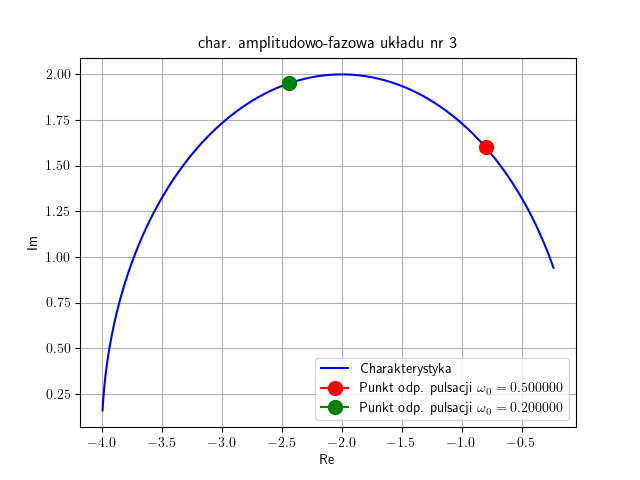 char. amplitudowo-fazowa układu nr 3
2.00
1.75
1.50
1.25
1.00
0.75
0.50
0.25
Im
Charakterystyka
Punkt odp. pulsacji ω₀ = 0.500000
Punkt odp. pulsacji ω₀ = 0.200000
−4.0 −3.5 −3.0 −2.5 −2.0 −1.5 −1.0 −0.5
Re